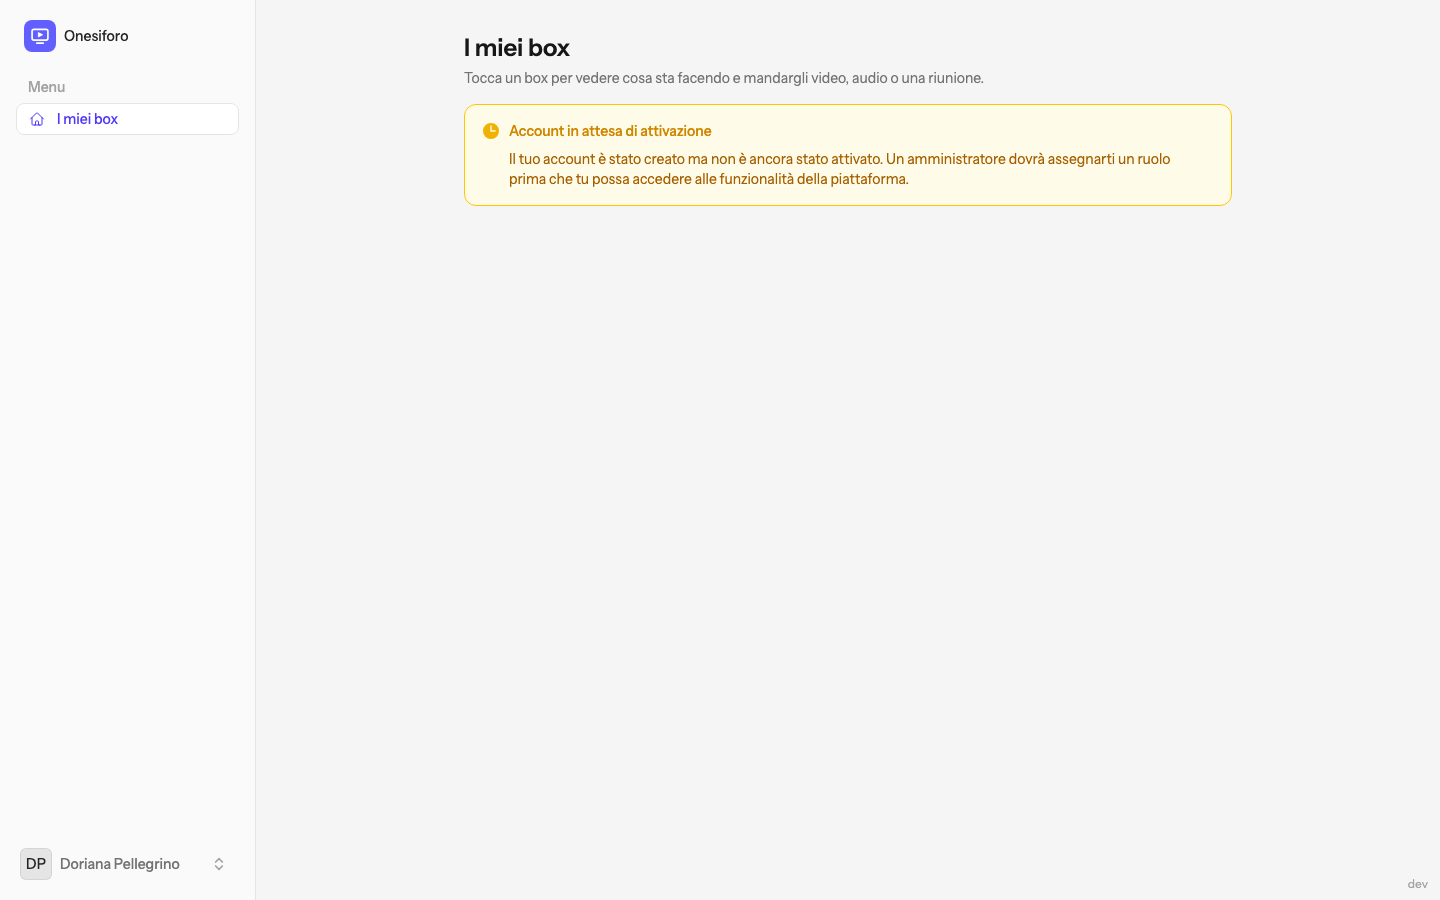 Onesiforo
Menu
I miei box
I miei box
Tocca un box per vedere cosa sta facendo e mandargli video, audio o una riunione.
Account in attesa di attivazione
Il tuo account è stato creato ma non è ancora stato attivato. Un amministratore dovrà assegnarti un ruolo
prima che tu possa accedere alle funzionalità della piattaforma.
DP Doriana Pellegrino
dev